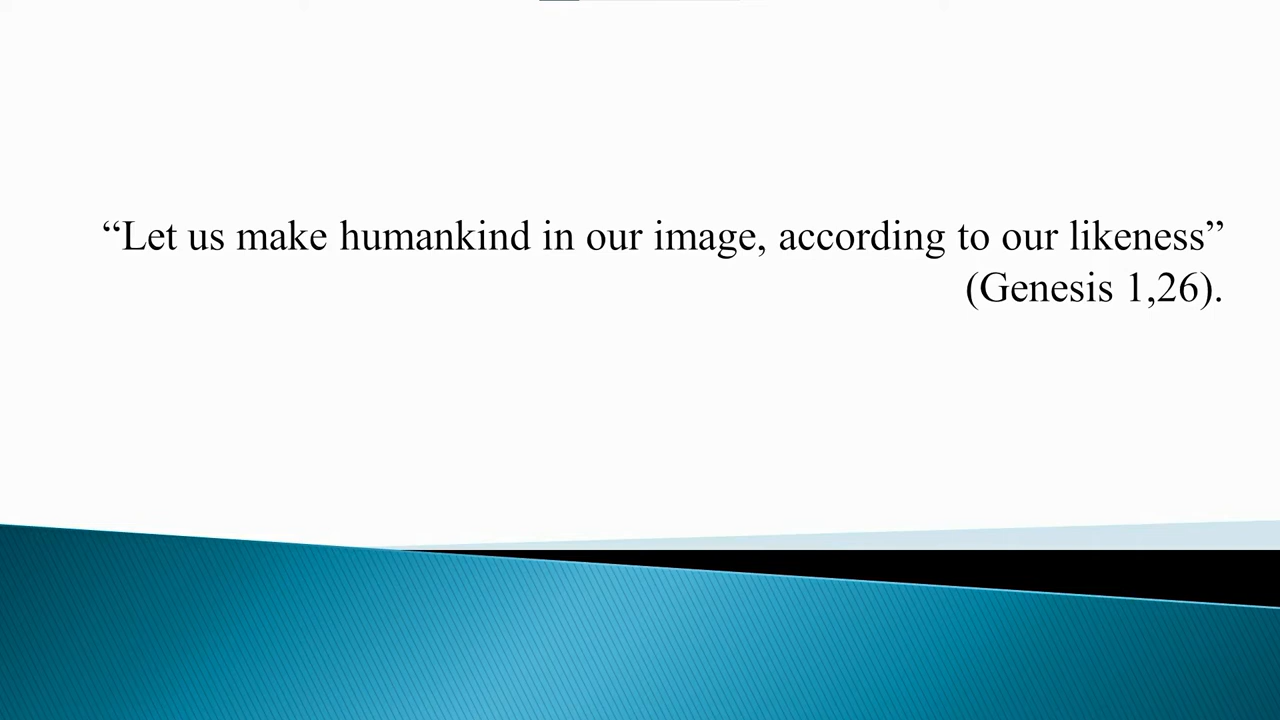 “Let us make humankind in our image, according to our likeness”
(Genesis 1,26).